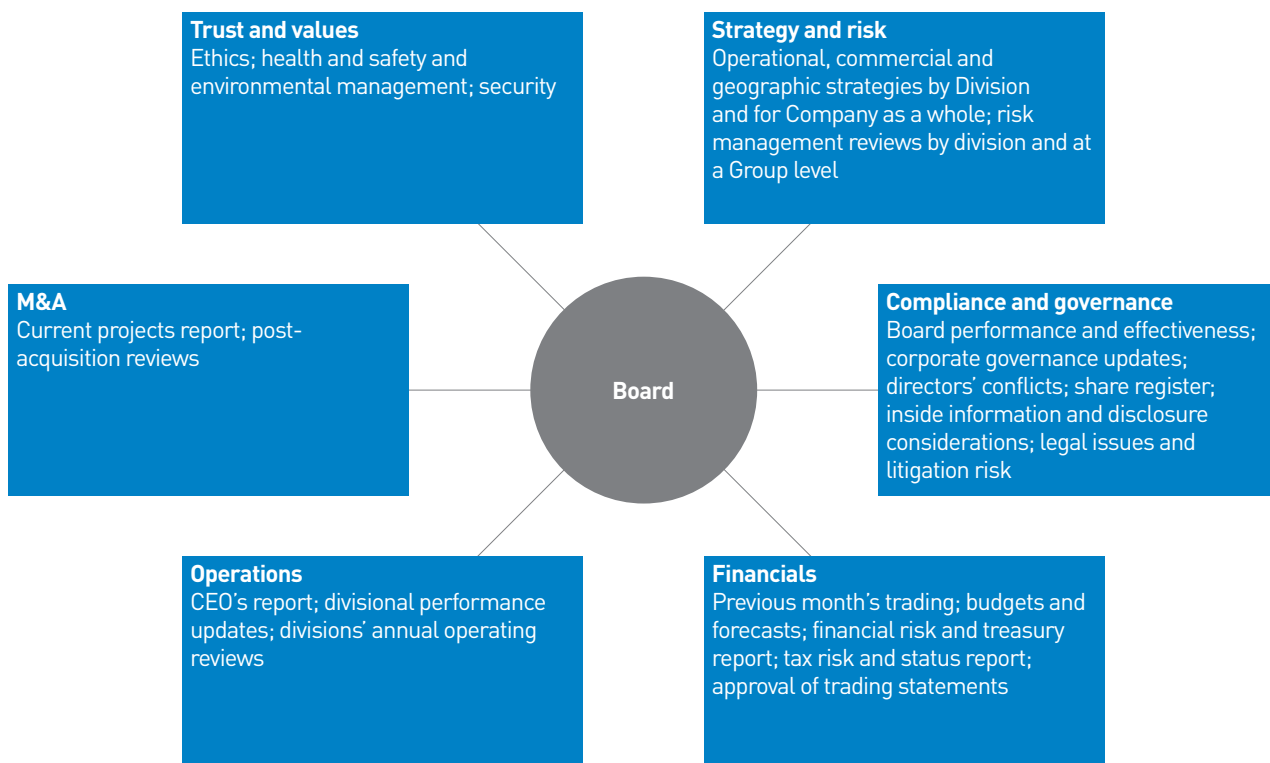 Trust and values
Ethics; health and safety and
environmental management; security
Strategy and risk
Operational, commercial and
geographic strategies by Division
and for Company as a whole; risk
management reviews by division and at
a Group level
M&A
Current projects report; post-
acquisition reviews
Board
Compliance and governance
Board performance and effectiveness;
corporate governance updates;
directors’ conflicts; share register;
inside information and disclosure
considerations; legal issues and
litigation risk
Operations
CEO’s report; divisional performance
updates; divisions’ annual operating
reviews
Financials
Previous month’s trading; budgets and
forecasts; financial risk and treasury
report; tax risk and status report;
approval of trading statements